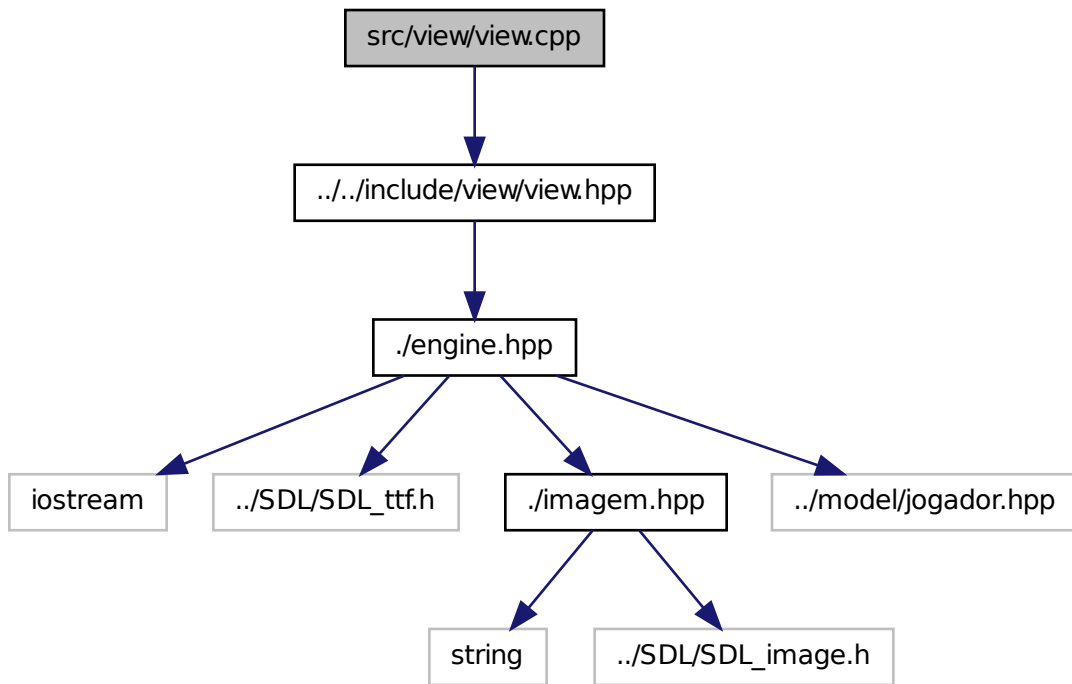 src/view/view.cpp
../../include/view/view.hpp
./engine.hpp
iostream
../SDL/SDL_ttf.h
./imagem.hpp
../model/jogador.hpp
string
../SDL/SDL_image.h